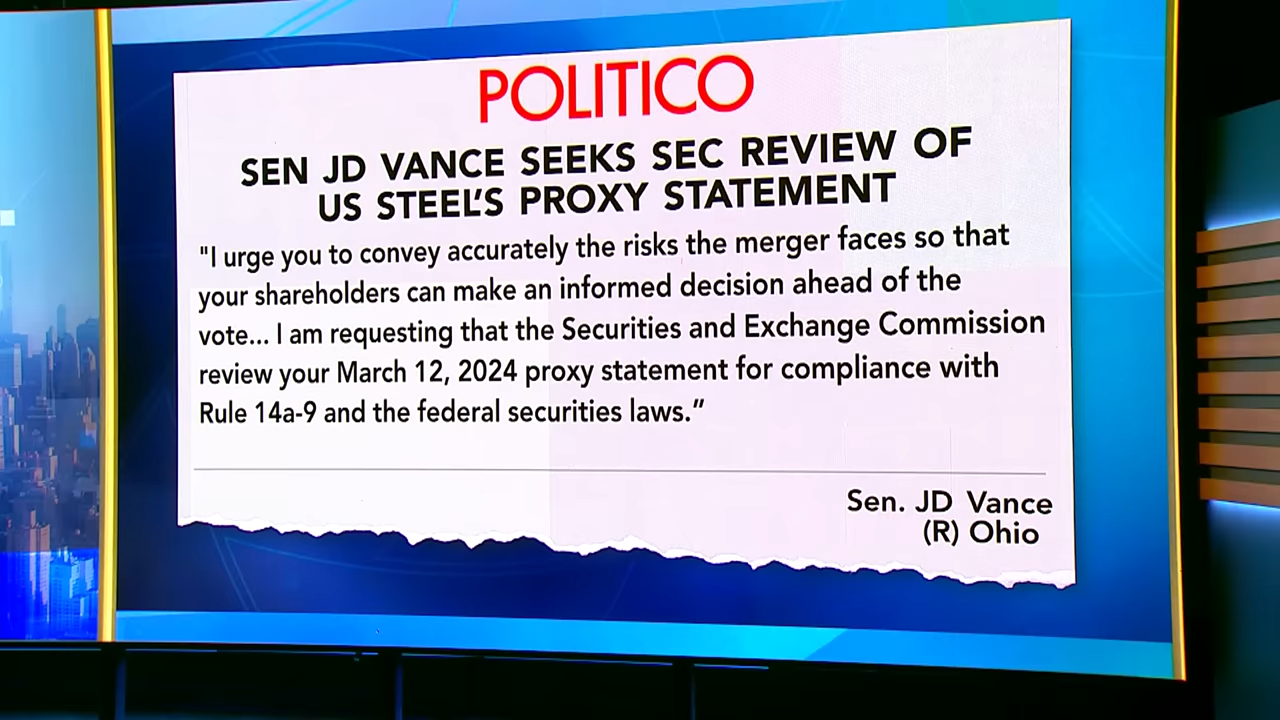 POLITICO
SEN JD VANCE SEEKS SEC REVIEW OF
US STEEL'S PROXY STATEMENT
"I urge you to convey accurately the risks the merger faces so that
your shareholders can make an informed decision ahead of the
vote... I am requesting that the Securities and Exchange Commission
review your March 12, 2024 proxy statement for compliance with
Rule 14a-9 and the federal securities laws.”
Sen. JD Vance
(R) Ohio